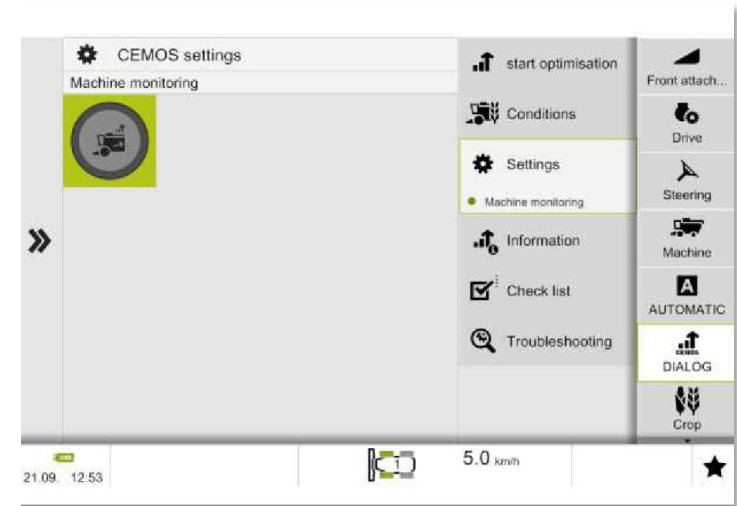 CEMOS settings
Machine monitoring
start optimisation
Conditions
Settings
Machine monitoring
Information
Check list
Troubleshooting
Front attach...
Drive
Steering
Machine
A
AUTOMATIC
CEMOS
DIALOG
Crop
21.09. 12:53
1
5.0 km/h